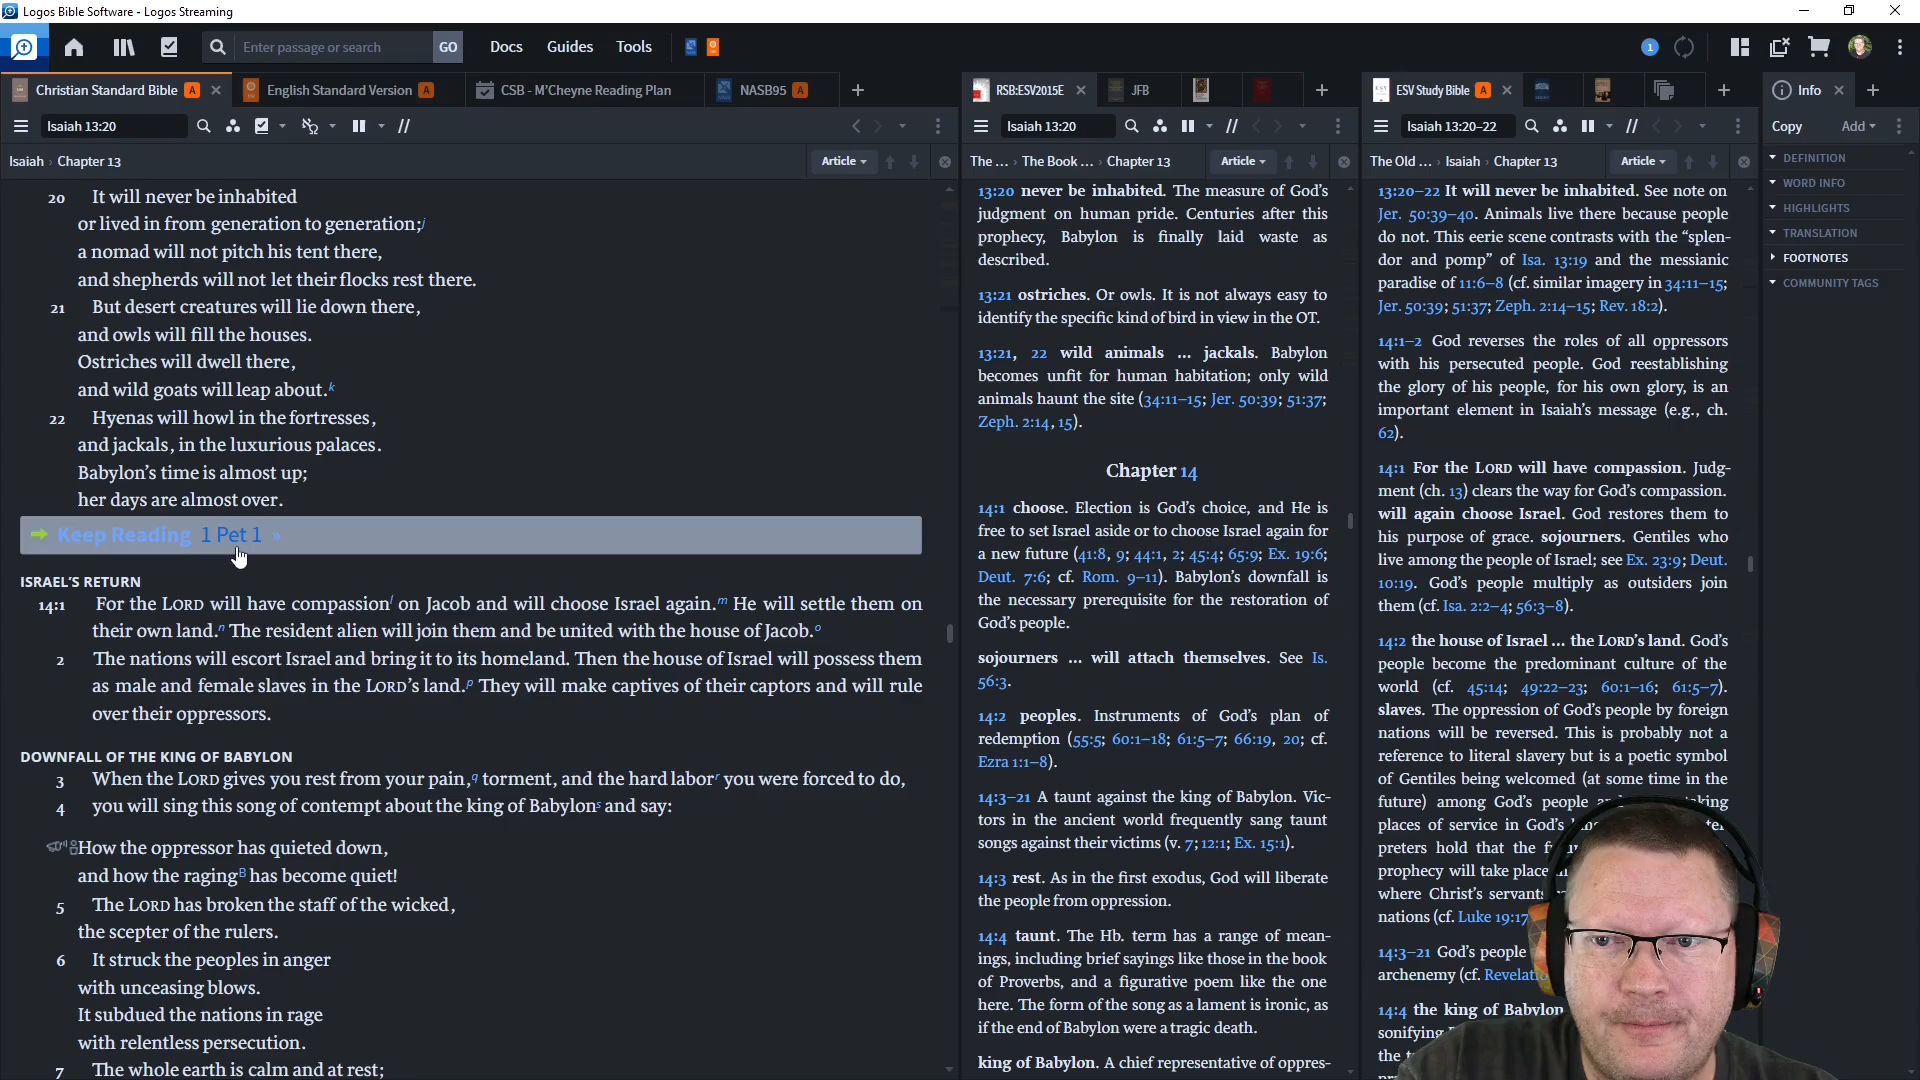 Logos Bible Software - Logos Streaming
Enter passage or search
GO
Docs
Guides
Tools
1
Christian Standard Bible A
English Standard Version A
CSB - M'Cheyne Reading Plan
NASB95 A
Isaiah 13:20
Isaiah › Chapter 13
Article
20 It will never be inhabited
or lived in from generation to generation;j
a nomad will not pitch his tent there,
and shepherds will not let their flocks rest there.
21 But desert creatures will lie down there,
and owls will fill the houses.
Ostriches will dwell there,
and wild goats will leap about.k
22 Hyenas will howl in the fortresses,
and jackals, in the luxurious palaces.
Babylon’s time is almost up;
her days are almost over.
Keep Reading 1 Pet 1 »
ISRAEL’S RETURN
14:1 For the LORD will have compassionl on Jacob and will choose Israel again.m He will settle them on
their own land.n The resident alien will join them and be united with the house of Jacob.o
2 The nations will escort Israel and bring it to its homeland. Then the house of Israel will possess them
as male and female slaves in the LORD’s land.p They will make captives of their captors and will rule
over their oppressors.
DOWNFALL OF THE KING OF BABYLON
3 When the LORD gives you rest from your pain,q torment, and the hard laborr you were forced to do,
4 you will sing this song of contempt about the king of Babylons and say:
How the oppressor has quieted down,
and how the ragingB has become quiet!
5 The LORD has broken the staff of the wicked,
the scepter of the rulers.
6 It struck the peoples in anger
with unceasing blows.
It subdued the nations in rage
with relentless persecution.
7 The whole earth is calm and at rest;
RSB:ESV2015E
JFB
Isaiah 13:20
The ... › The Book ... › Chapter 13
Article
13:20 never be inhabited. The measure of God’s
judgment on human pride. Centuries after this
prophecy, Babylon is finally laid waste as
described.
13:21 ostriches. Or owls. It is not always easy to
identify the specific kind of bird in view in the OT.
13:21, 22 wild animals ... jackals. Babylon
becomes unfit for human habitation; only wild
animals haunt the site (34:11–15; Jer. 50:39; 51:37;
Zeph. 2:14, 15).
Chapter 14
14:1 choose. Election is God’s choice, and He is
free to set Israel aside or to choose Israel again for
a new future (41:8, 9; 44:1, 2; 45:4; 65:9; Ex. 19:6;
Deut. 7:6; cf. Rom. 9–11). Babylon’s downfall is
the necessary prerequisite for the restoration of
God’s people.
sojourners ... will attach themselves. See Is.
56:3.
14:2 peoples. Instruments of God’s plan of
redemption (55:5; 60:1–18; 61:5–7; 66:19, 20; cf.
Ezra 1:1–8).
14:3–21 A taunt against the king of Babylon. Vic-
tors in the ancient world frequently sang taunt
songs against their victims (v. 7; 12:1; Ex. 15:1).
14:3 rest. As in the first exodus, God will liberate
the people from oppression.
14:4 taunt. The Hb. term has a range of mean-
ings, including brief sayings like those in the book
of Proverbs, and a figurative poem like the one
here. The form of the song as a lament is ironic, as
if the end of Babylon were a tragic death.
king of Babylon. A chief representative of oppres-
ESV Study Bible A
Isaiah 13:20–22
The Old ... › Isaiah › Chapter 13
Article
13:20–22 It will never be inhabited. See note on
Jer. 50:39–40. Animals live there because people
do not. This eerie scene contrasts with the “splen-
dor and pomp” of Isa. 13:19 and the messianic
paradise of 11:6–8 (cf. similar imagery in 34:11–15;
Jer. 50:39; 51:37; Zeph. 2:14–15; Rev. 18:2).
14:1–2 God reverses the roles of all oppressors
with his persecuted people. God reestablishing
the glory of his people, for his own glory, is an
important element in Isaiah’s message (e.g., ch.
62).
14:1 For the LORD will have compassion. Judg-
ment (ch. 13) clears the way for God’s compassion.
will again choose Israel. God restores them to
his purpose of grace. sojourners. Gentiles who
live among the people of Israel; see Ex. 23:9; Deut.
10:19. God’s people multiply as outsiders join
them (cf. Isa. 2:2–4; 56:3–8).
14:2 the house of Israel ... the LORD’s land. God’s
people become the predominant culture of the
world (cf. 45:14; 49:22–23; 60:1–16; 61:5–7).
slaves. The oppression of God’s people by foreign
nations will be reversed. This is probably not a
reference to literal slavery but is a poetic symbol
of Gentiles being welcomed (at some time in the
future) among God’s people
places of service in God’s
preters hold that the
prophecy will take place
where Christ’s servants
nations (cf. Luke 19:17
14:3–21 God’s people
archenemy (cf.
14:4 the king of Babylon
the
Info
Copy
Add
DEFINITION
WORD INFO
HIGHLIGHTS
TRANSLATION
FOOTNOTES
COMMUNITY TAGS